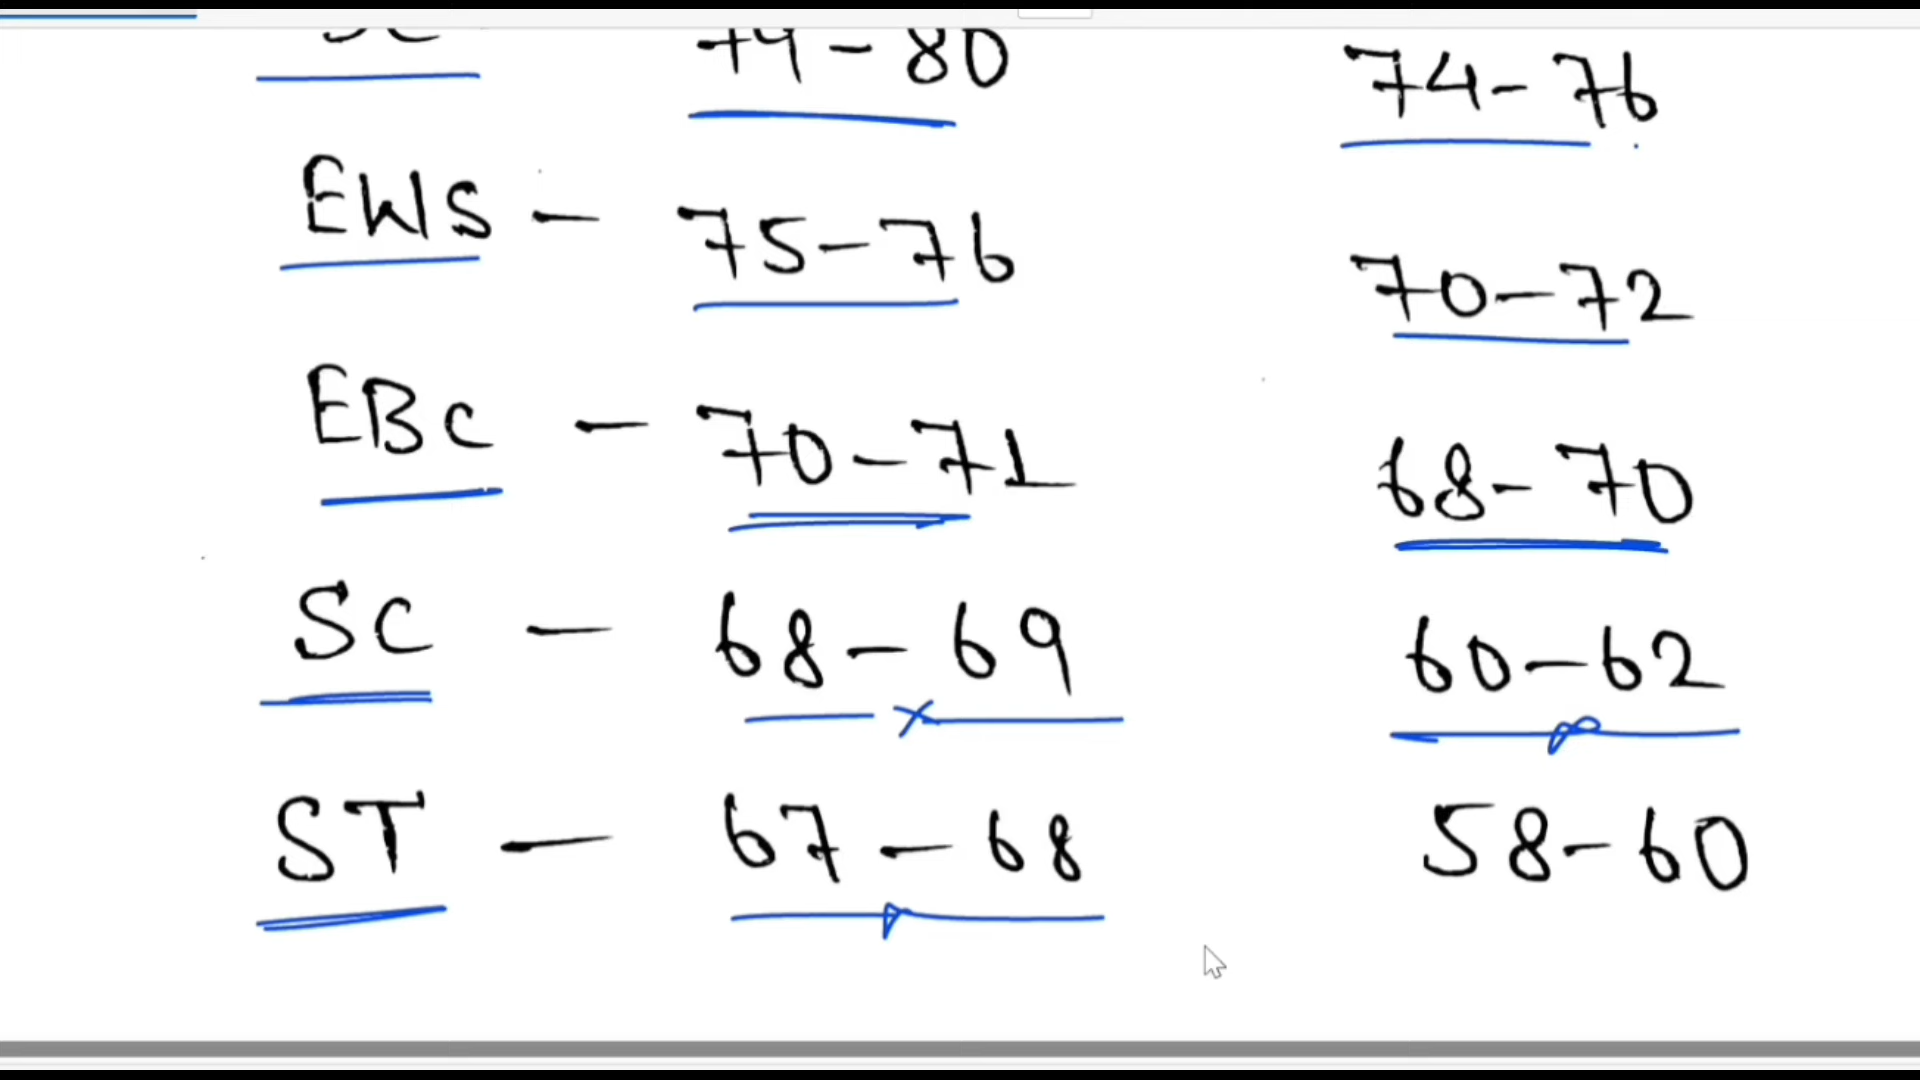 79-80 74-76
EWS - 75-76 70-72
EBC - 70-71 68-70
SC - 68-69 60-62
ST - 67-68 58-60